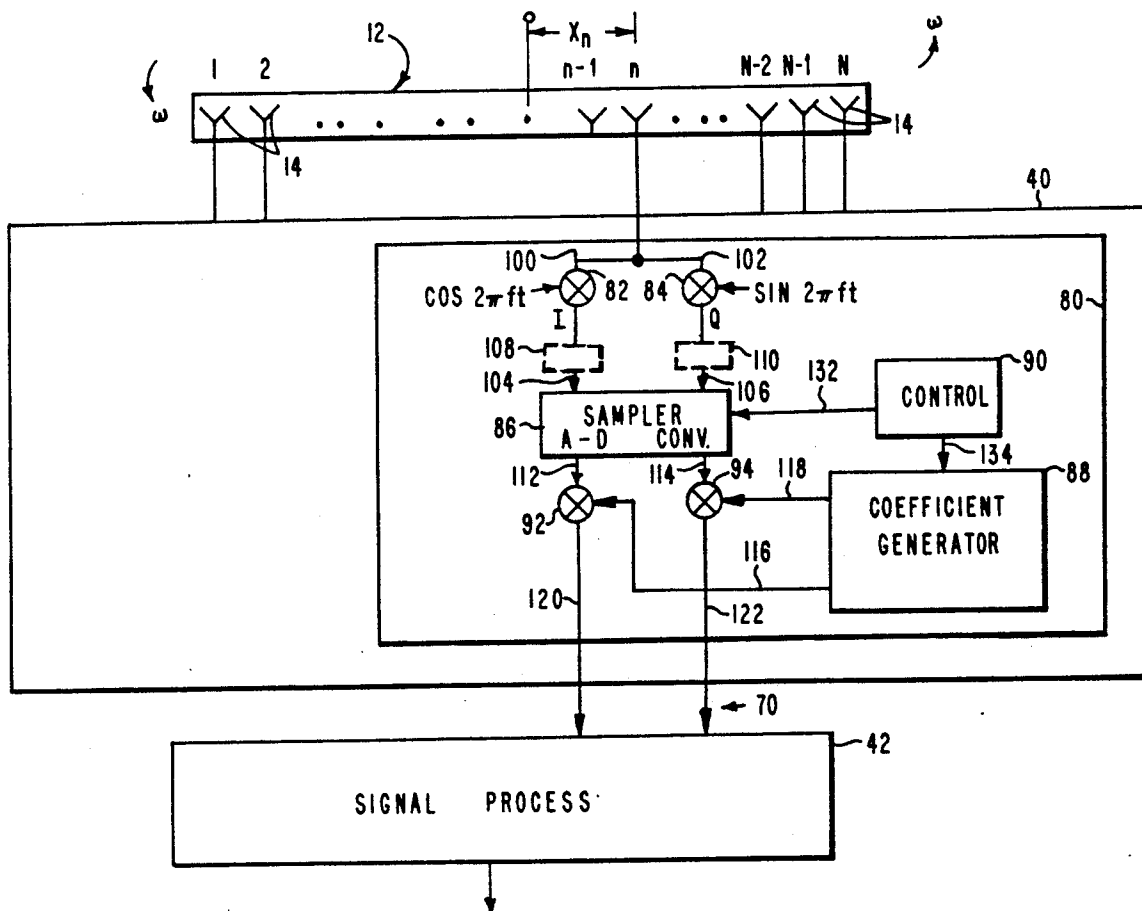 12
Xn
ω
1 2 n-1 n N-2 N-1 N
ω
14 14
40
100 102
COS 2πft 82 84 SIN 2πft
80
I Q
108 110
90
104 106 132
CONTROL
86 SAMPLER
A-D CONV.
134
112 114 94 118 88
92
COEFFICIENT
GENERATOR
116
120 122
70
42
SIGNAL PROCESS